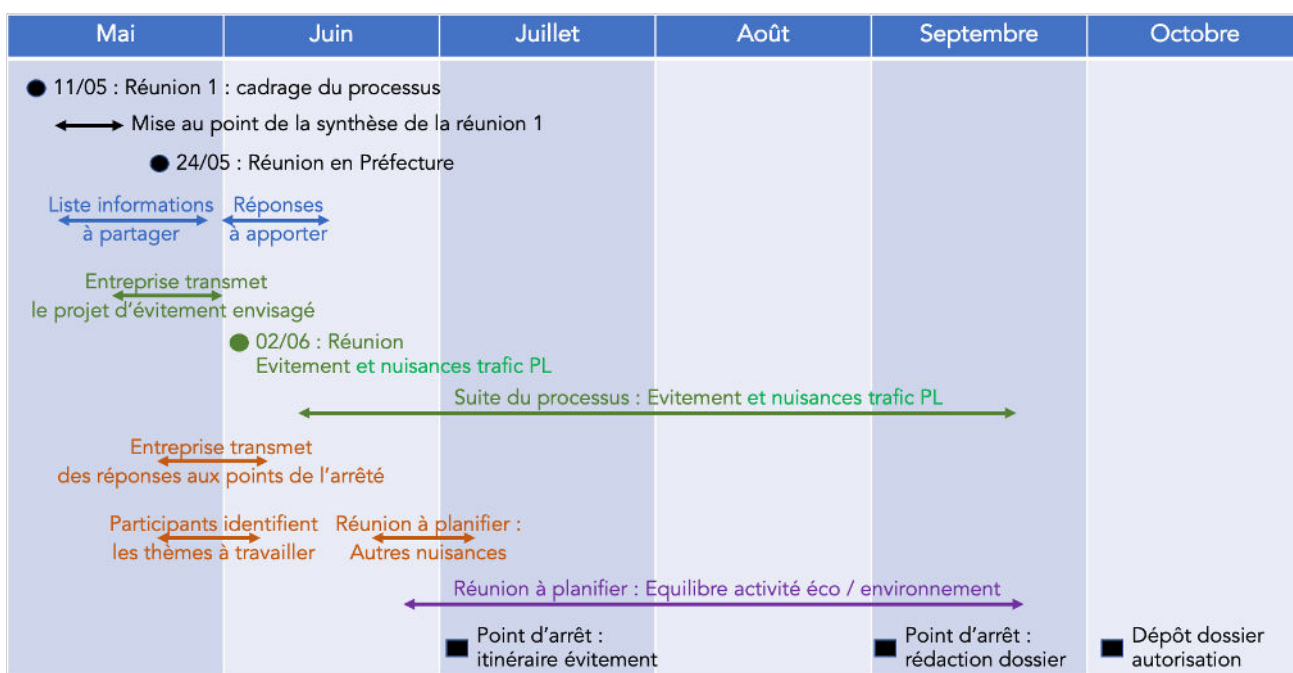 Mai Juin Juillet Août Septembre Octobre
11/05 : Réunion 1 : cadrage du processus
Mise au point de la synthèse de la réunion 1
24/05 : Réunion en Préfecture
Liste informations
à partager
Réponses
à apporter
Entreprise transmet
le projet d'évitement envisagé
02/06 : Réunion
Evitement et nuisances trafic PL
Suite du processus : Evitement et nuisances trafic PL
Entreprise transmet
des réponses aux points de l'arrêté
Participants identifient
les thèmes à travailler
Réunion à planifier :
Autres nuisances
Réunion à planifier : Equilibre activité éco / environnement
Point d'arrêt :
itinéraire évitement
Point d'arrêt :
rédaction dossier
Dépôt dossier
autorisation